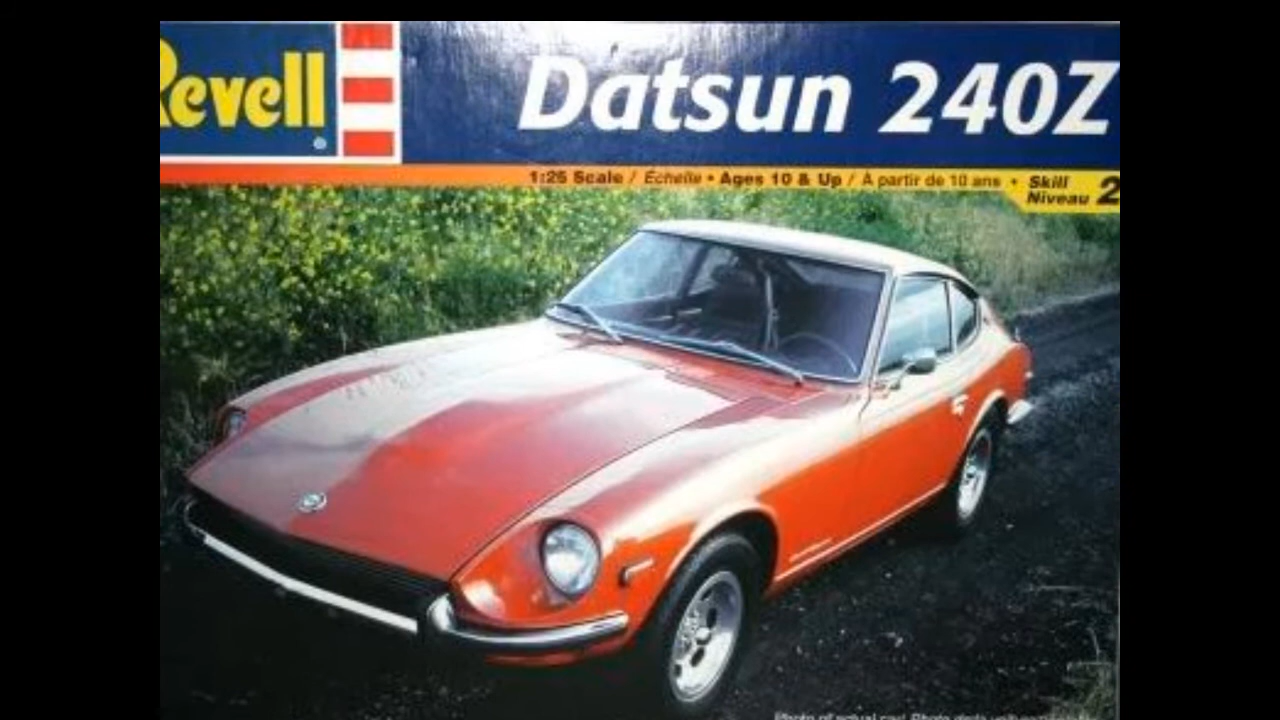 Revell
Datsun 240Z
1:25 Scale / Échelle • Ages 10 & Up / À partir de 10 ans • Skill
Niveau 2
Photo of actual car/